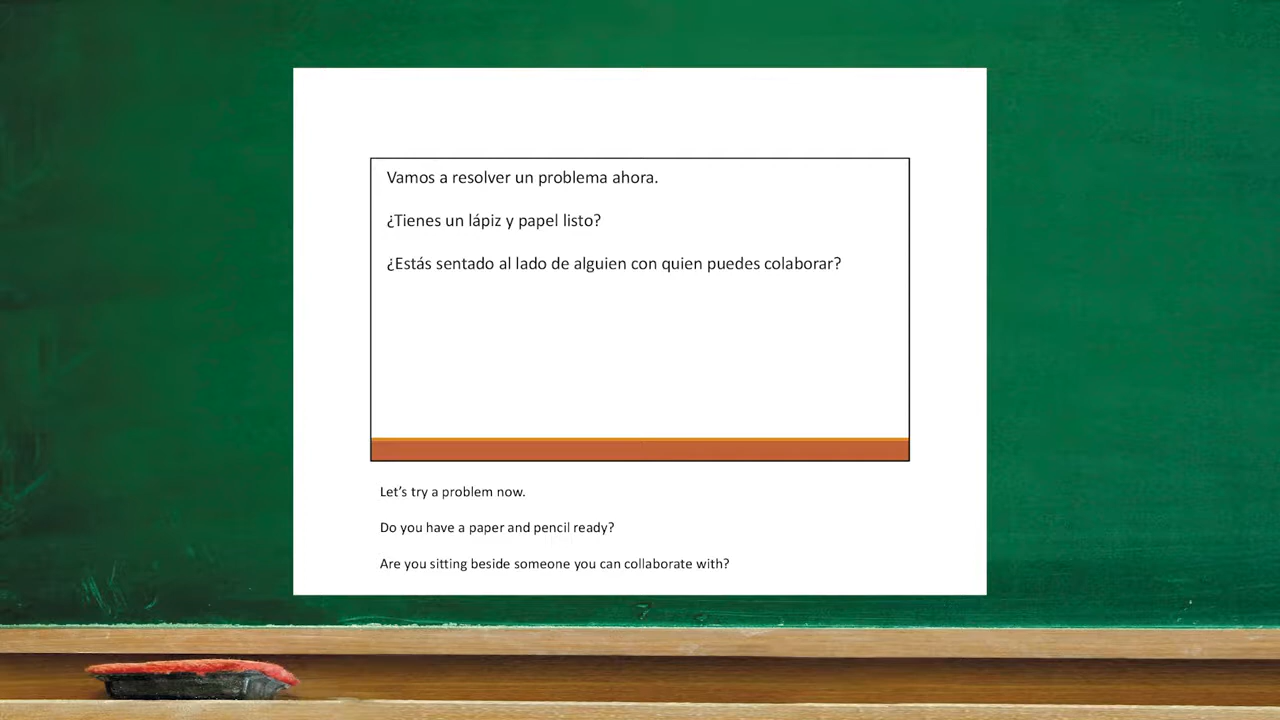 Vamos a resolver un problema ahora.
¿Tienes un lápiz y papel listo?
¿Estás sentado al lado de alguien con quien puedes colaborar?
Let's try a problem now.
Do you have a paper and pencil ready?
Are you sitting beside someone you can collaborate with?